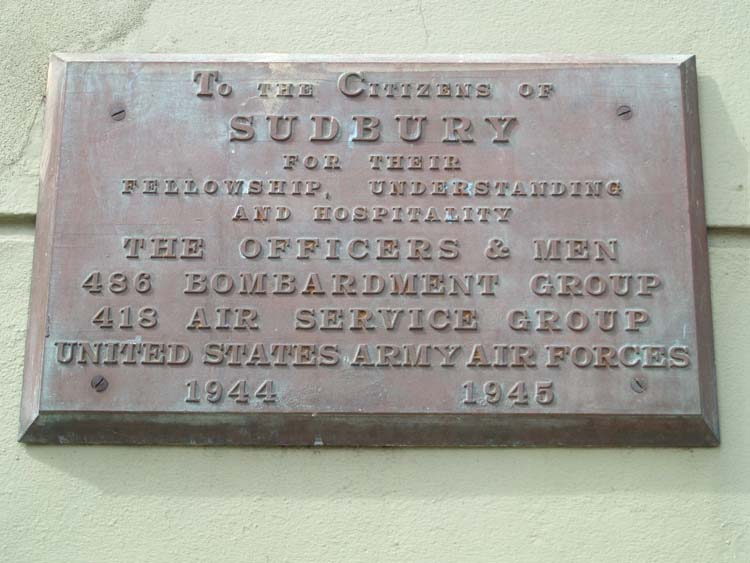 To the Citizens of
SUDBURY
FOR THEIR
FELLOWSHIP, UNDERSTANDING
AND HOSPITALITY
THE OFFICERS & MEN
486 BOMBARDMENT GROUP
418 AIR SERVICE GROUP
UNITED STATES ARMY AIR FORCES
1944 1945